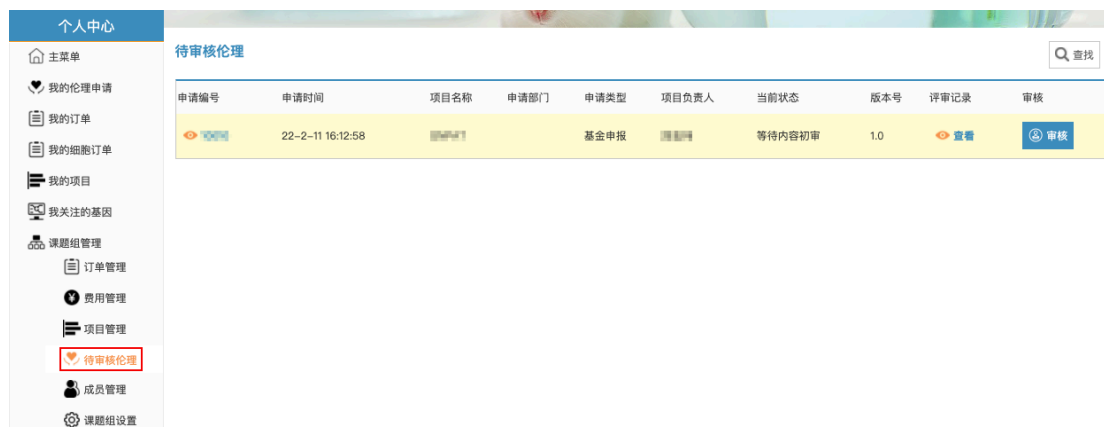 个人中心
主菜单
我的伦理申请
我的订单
我的细胞订单
我的项目
我关注的基因
课题组管理
订单管理
费用管理
项目管理
待审核伦理
成员管理
课题组设置
待审核伦理
查找
申请编号 申请时间 项目名称 申请部门 申请类型 项目负责人 当前状态 版本号 评审记录 审核
22-2-11 16:12:58 基金申报 等待内容初审 1.0 查看 审核